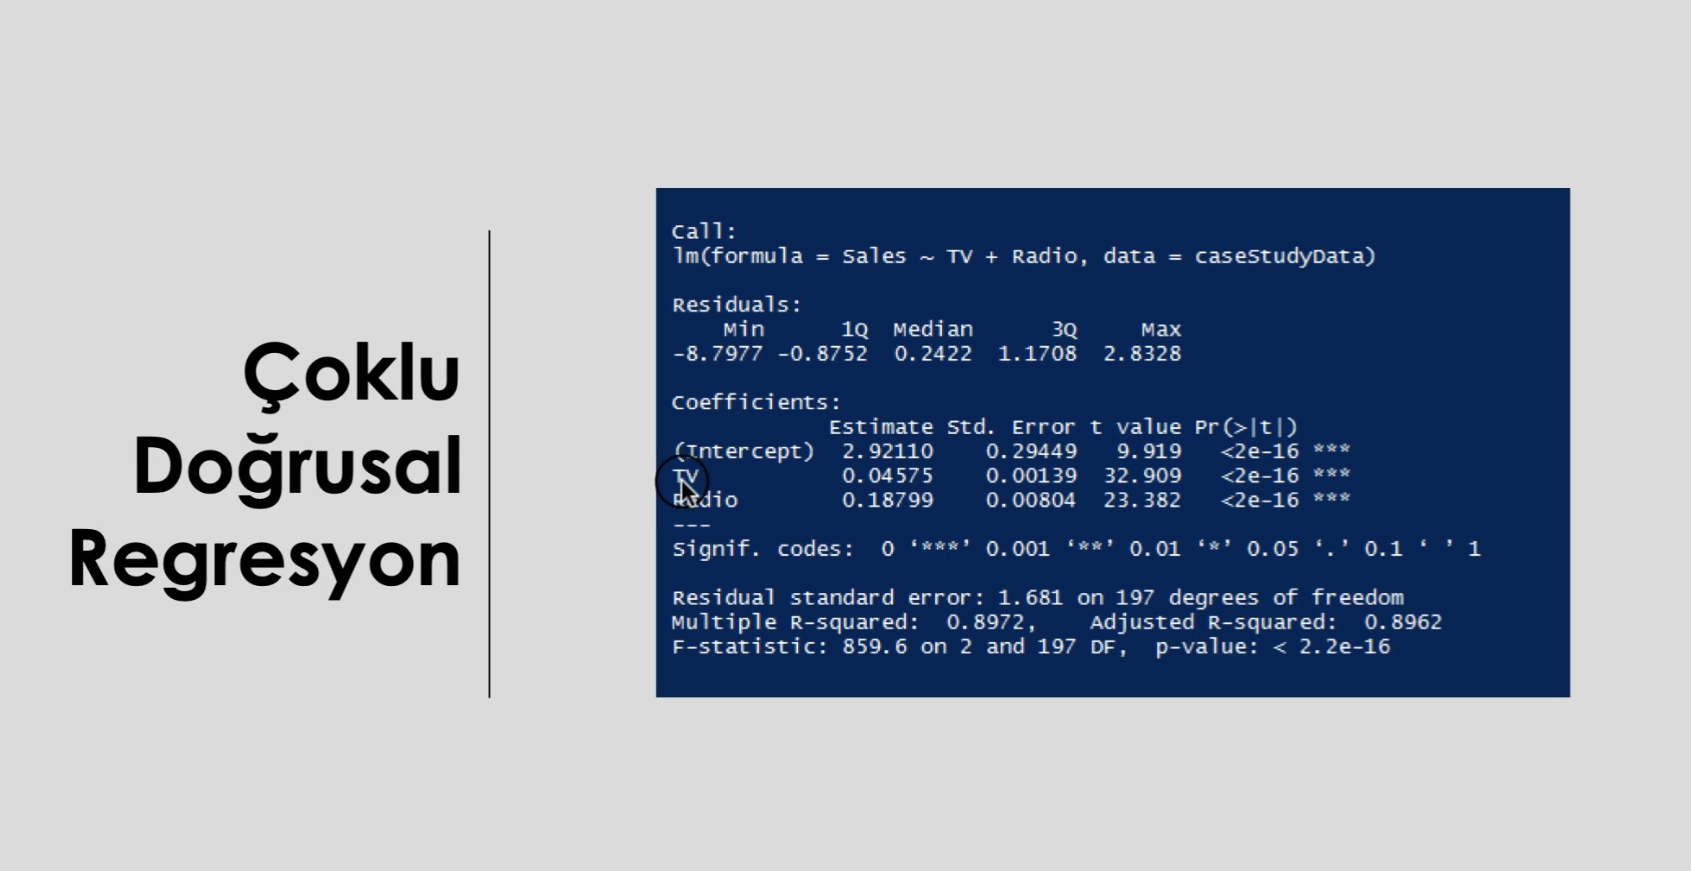 Çoklu
Doğrusal
Regresyon
Call:
lm(formula = Sales ~ TV + Radio, data = caseStudyData)
Residuals:
Min 1Q Median 3Q Max
-8.7977 -0.8752 0.2422 1.1708 2.8328
Coefficients:
Estimate Std. Error t value Pr(>|t|)
(Intercept) 2.92110 0.29449 9.919 <2e-16 ***
TV 0.04575 0.00139 32.909 <2e-16 ***
Radio 0.18799 0.00804 23.382 <2e-16 ***
---
Signif. codes: 0 ‘***’ 0.001 ‘**’ 0.01 ‘*’ 0.05 ‘.’ 0.1 ‘ ’ 1
Residual standard error: 1.681 on 197 degrees of freedom
Multiple R-squared: 0.8972, Adjusted R-squared: 0.8962
F-statistic: 859.6 on 2 and 197 DF, p-value: < 2.2e-16